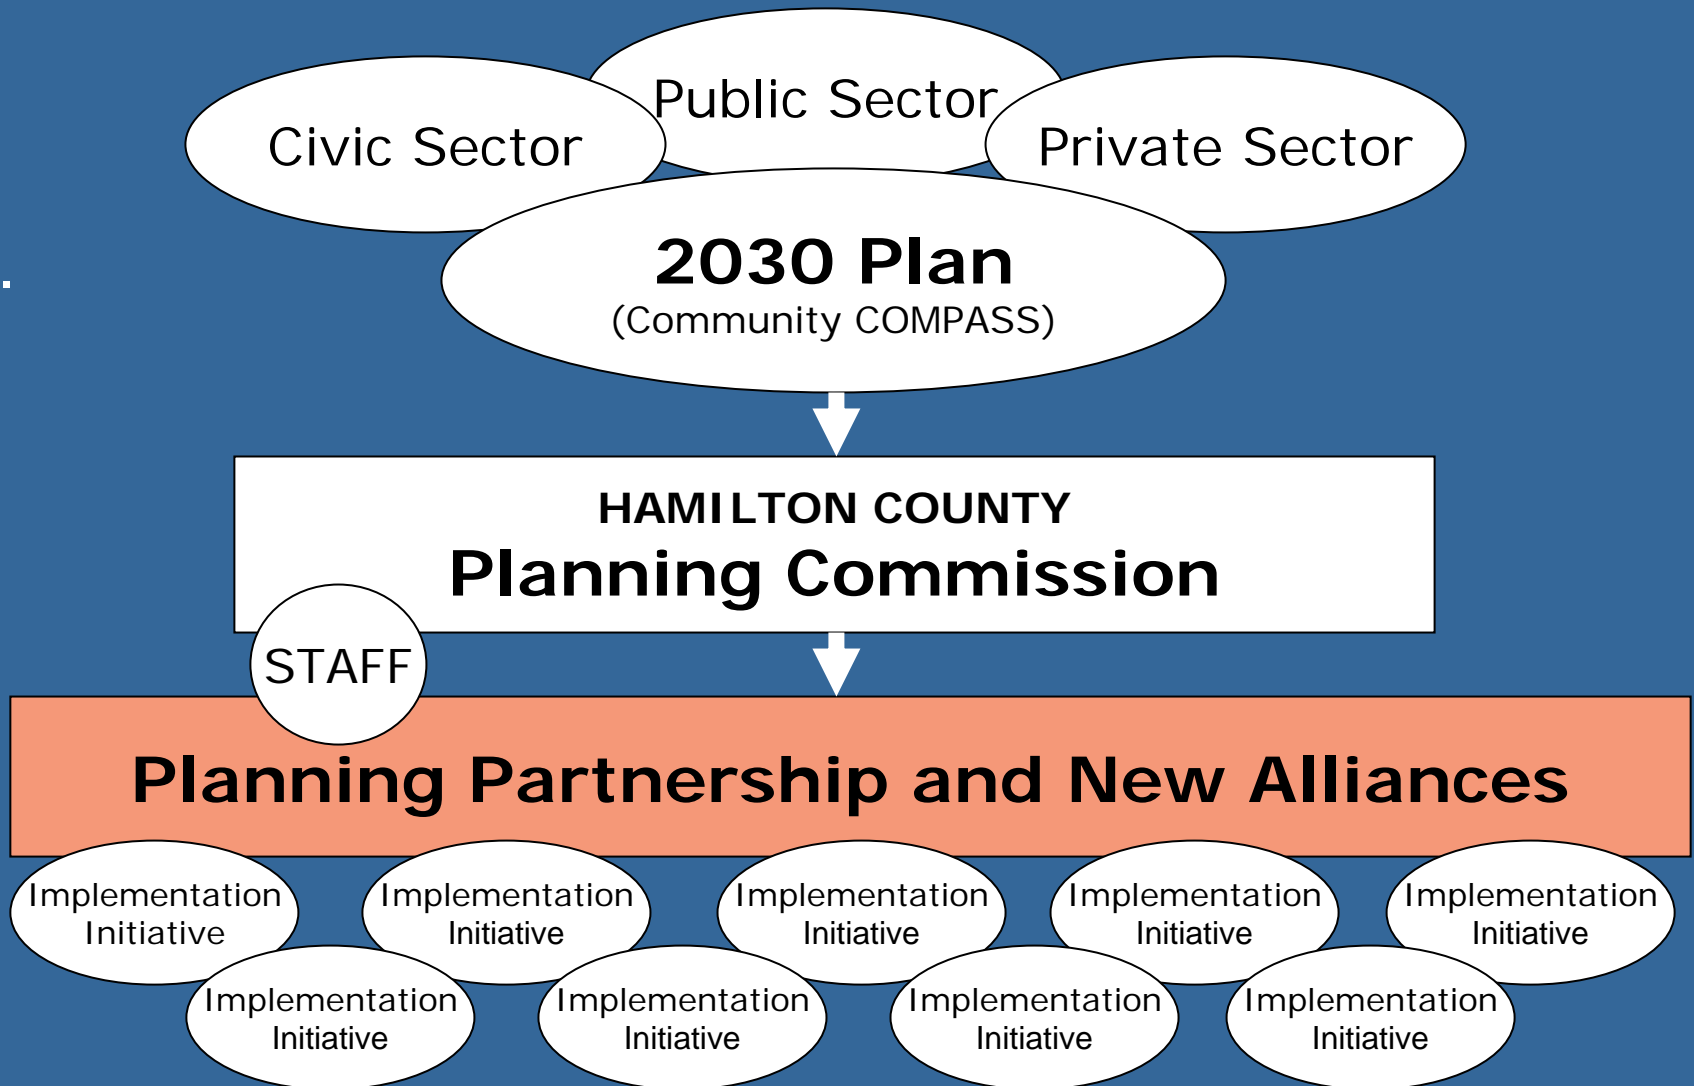 Public Sector
Civic Sector
Private Sector
2030 Plan
(Community COMPASS)
HAMILTON COUNTY
Planning Commission
STAFF
Planning Partnership and New Alliances
Implementation
Initiative
Implementation
Initiative
Implementation
Initiative
Implementation
Initiative
Implementation
Initiative
Implementation
Initiative
Implementation
Initiative
Implementation
Initiative
Implementation
Initiative